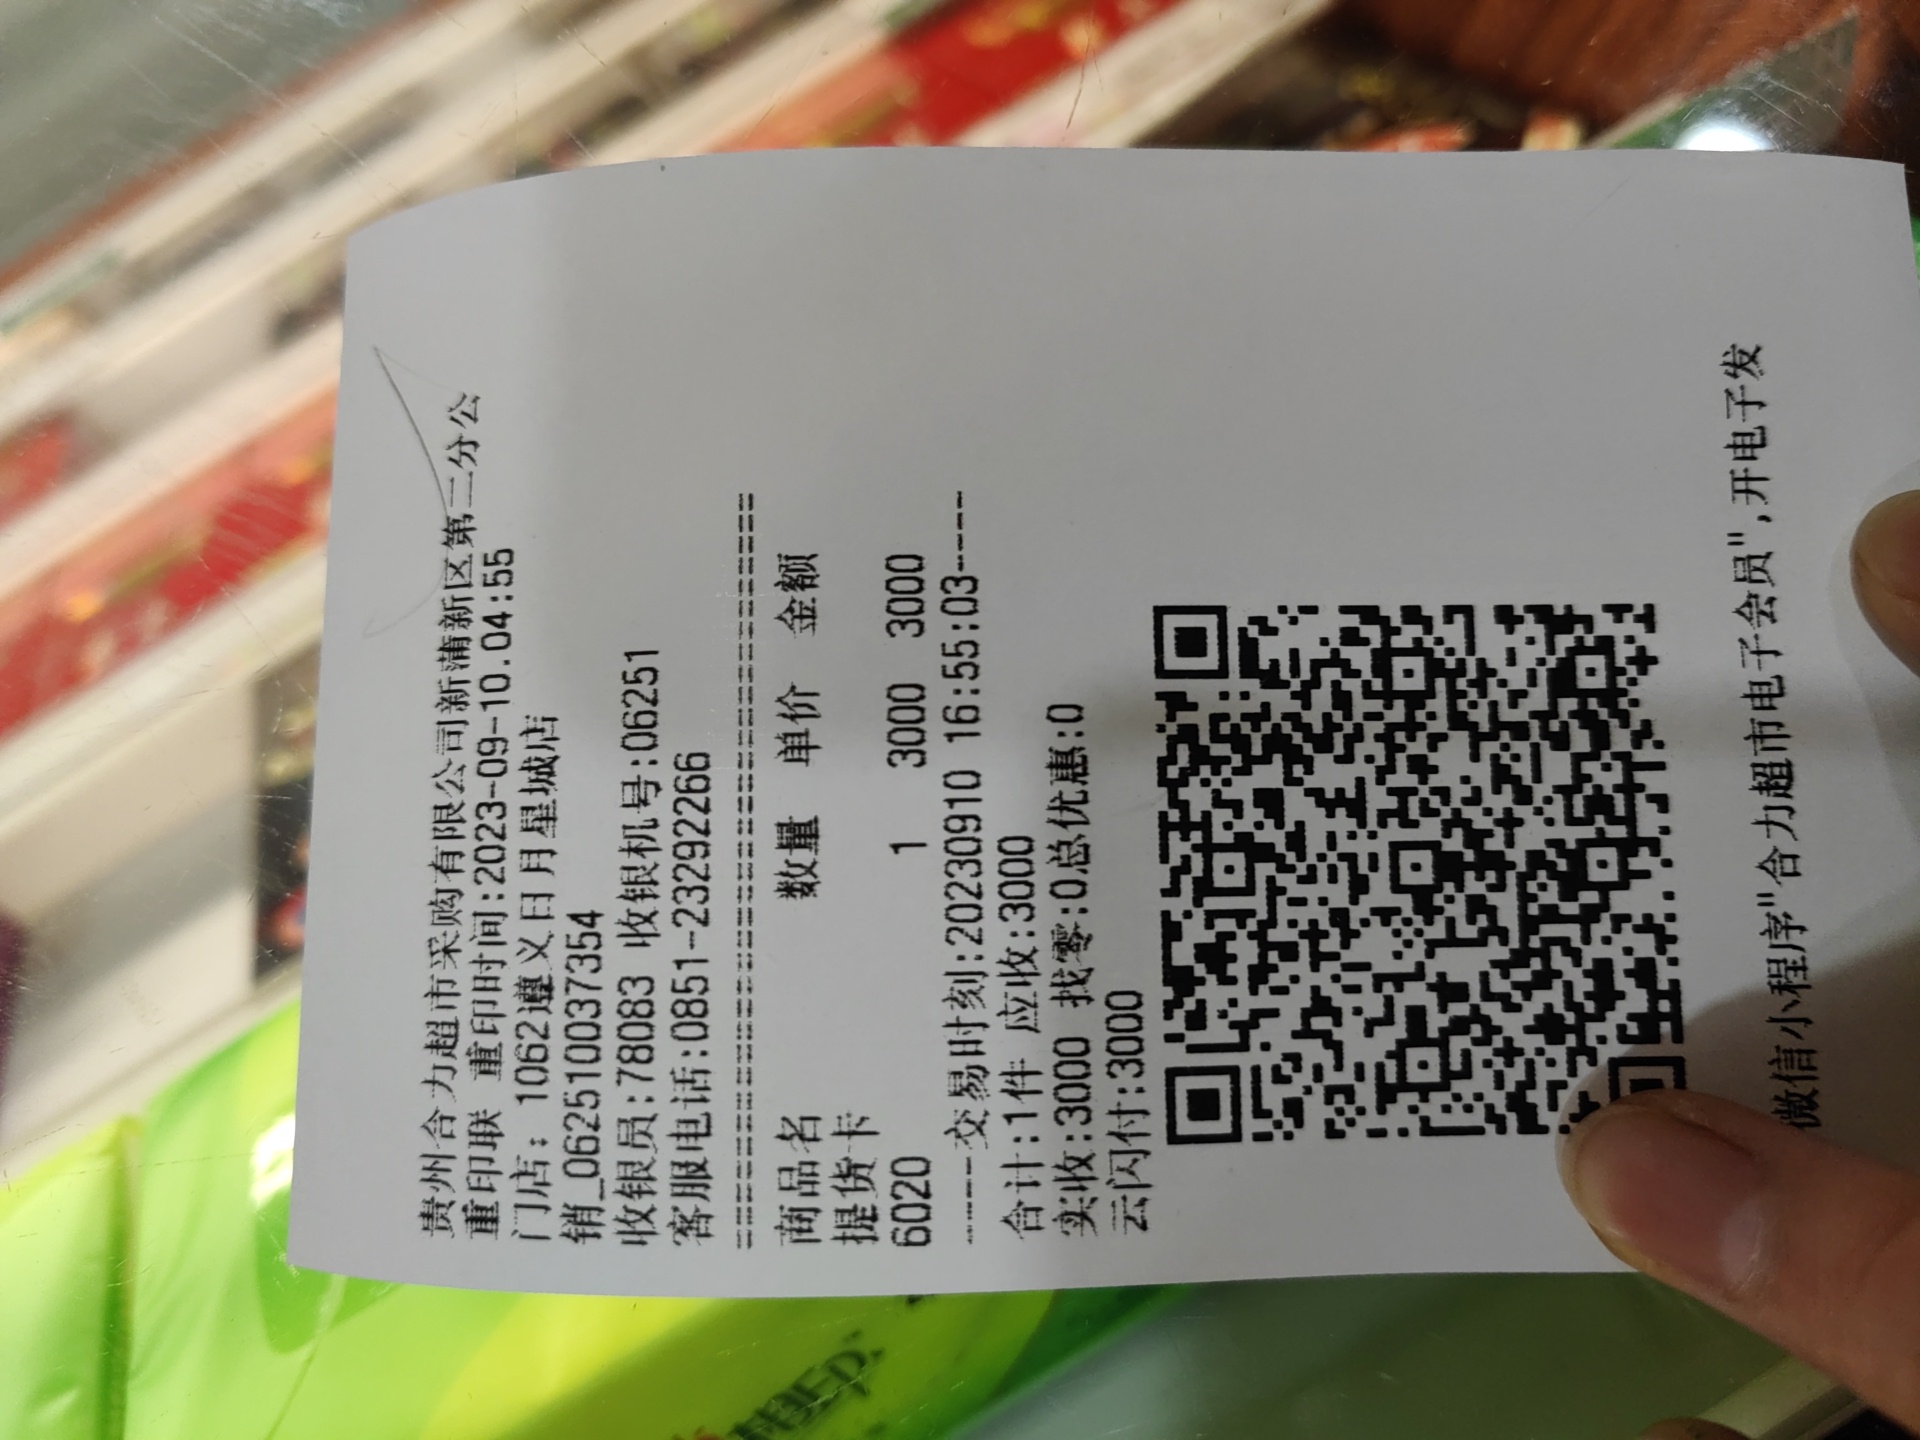 贵州合力超市采购有限公司新蒲新区第二分公
重印联 重印时间:2023-09-10.04:55
门店: 1062遵义日月星城店
销_062510037354
收银员:78083 收银机号:06251
客服电话:0851-23292266
================================
商品名 数量 单价 金额
提货卡
6020 1 3000 3000
-----交易时刻:20230910 16:55:03-----
合计:1件 应收:3000
实收:3000 找零:0总优惠:0
云闪付:3000
微信小程序"合力超市电子会员",开电子发